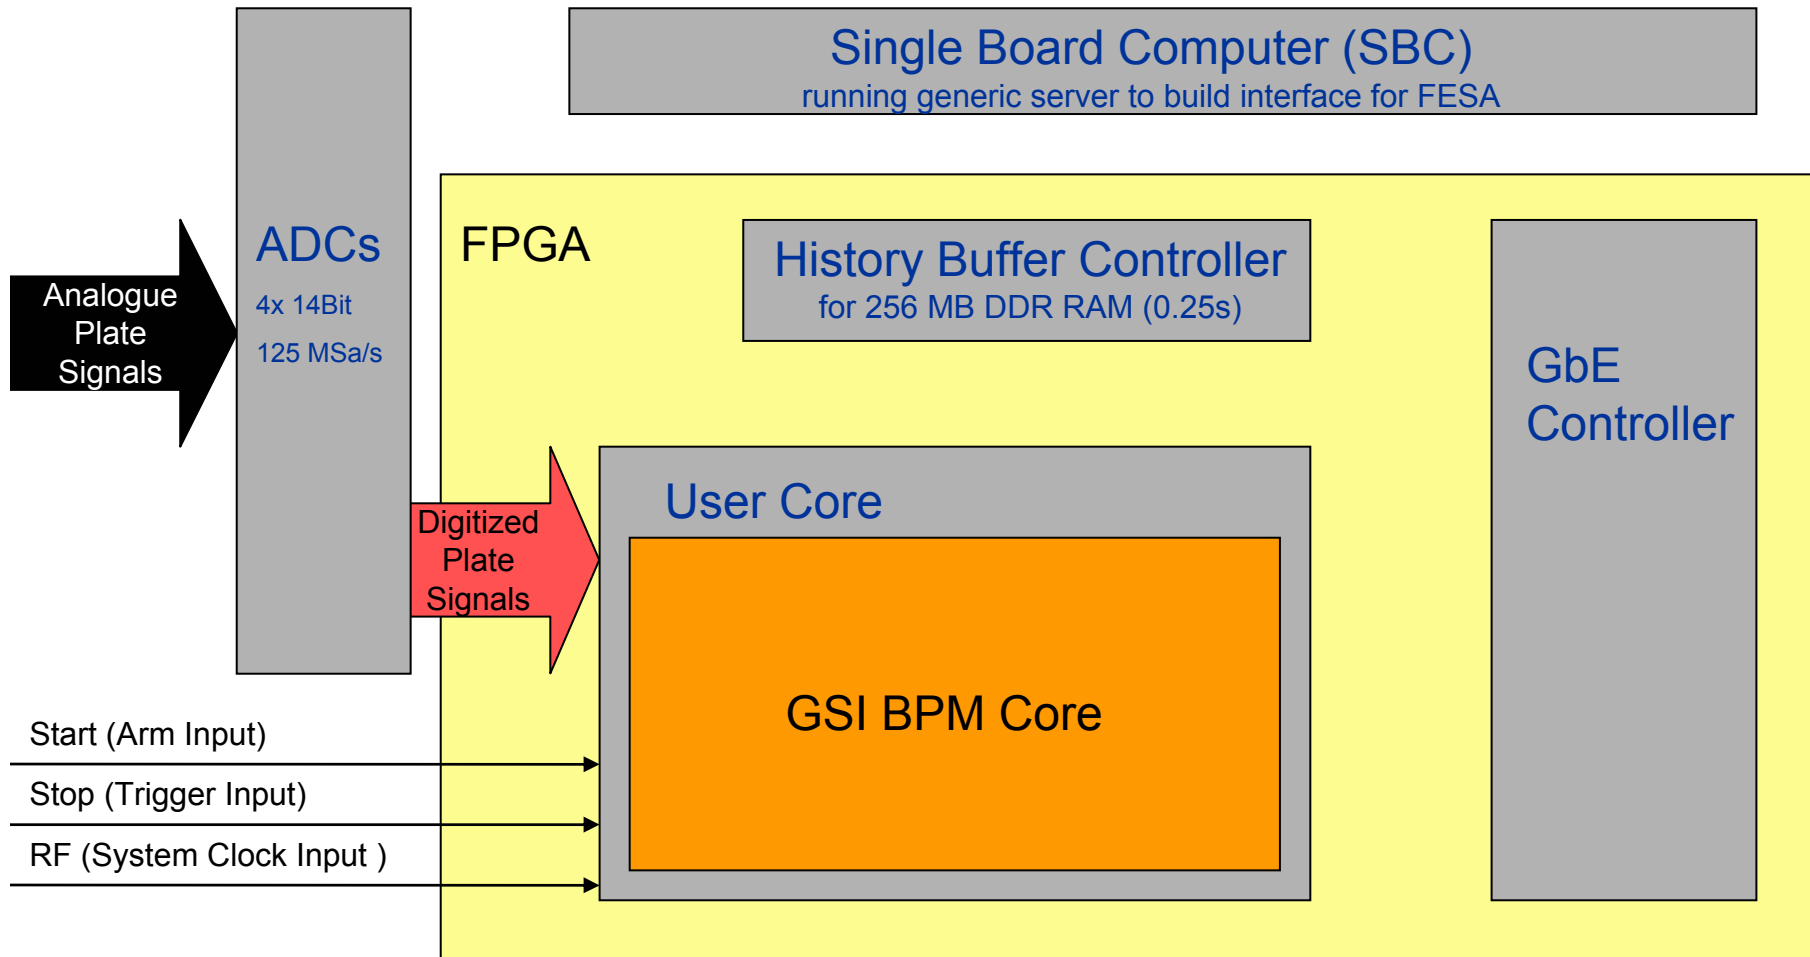 Single Board Computer (SBC)
running generic server to build interface for FESA
ADCs
4x 14Bit
125 MSa/s
FPGA
History Buffer Controller
for 256 MB DDR RAM (0.25s)
Analogue
Plate
Signals
GbE
Controller
User Core
Digitized
Plate
Signals
GSI BPM Core
Start (Arm Input)
Stop (Trigger Input)
RF (System Clock Input )